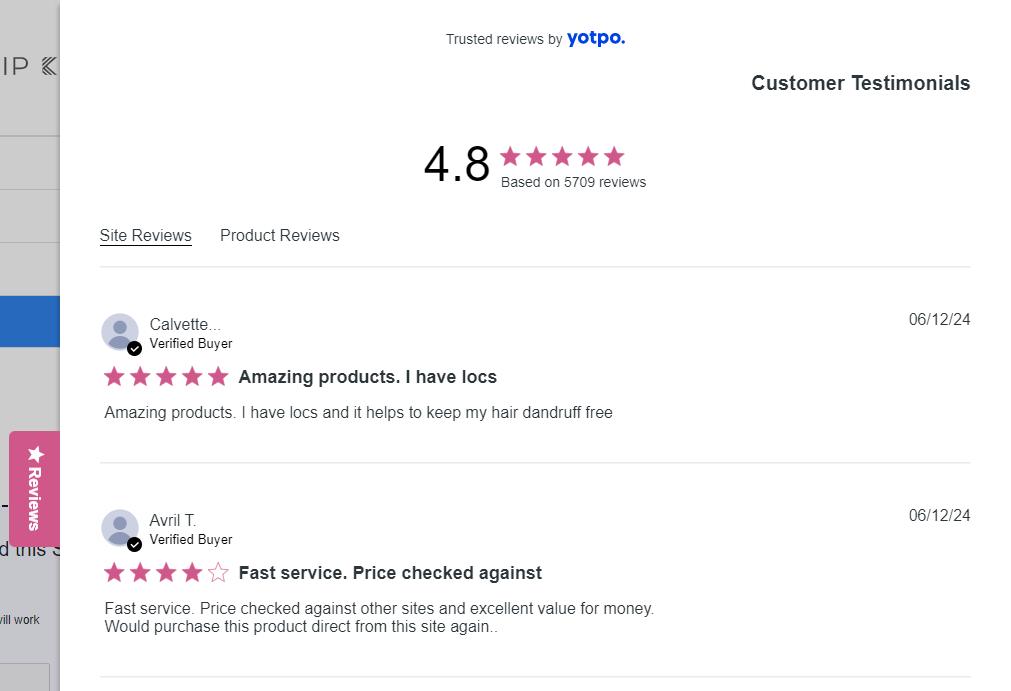 Trusted reviews by yotpo.
IP
Customer Testimonials
4.8
Based on 5709 reviews
Site Reviews Product Reviews
Calvette...
06/12/24
Verified Buyer
Amazing products. I have locs
Amazing products. I have locs and it helps to keep my hair dandruff free
Reviews
Avril T.
06/12/24
Verified Buyer
d this
Fast service. Price checked against
Fast service. Price checked against other sites and excellent value for money.
will work
Would purchase this product direct from this site again..